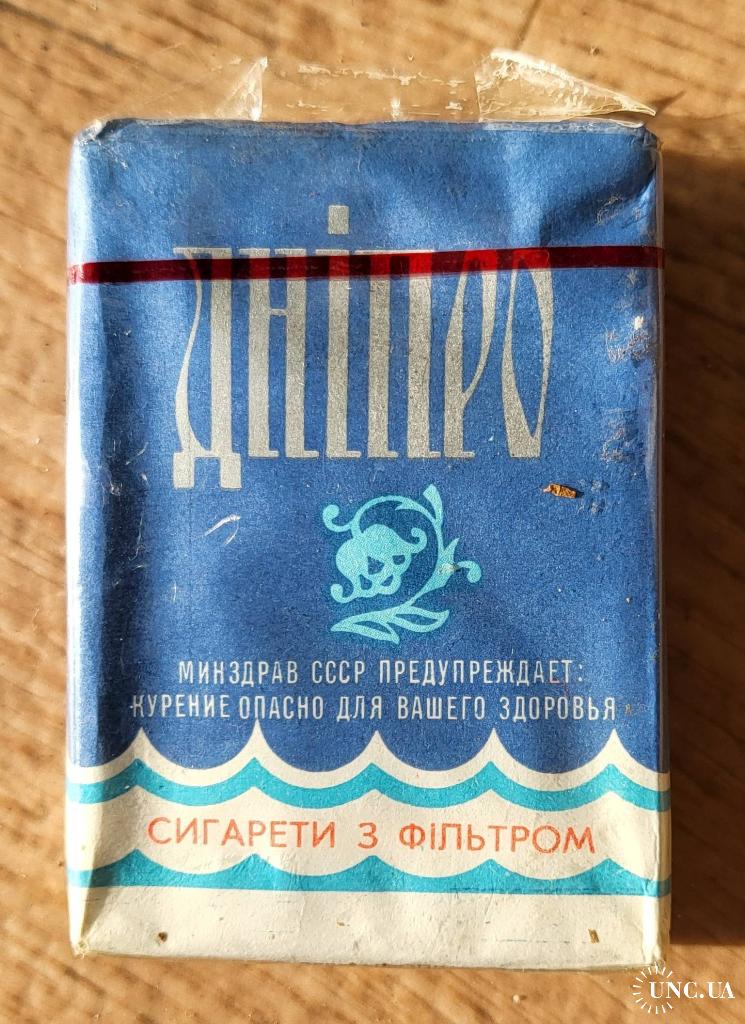 ДНІПРО
МИНЗДРАВ СССР ПРЕДУПРЕЖДАЕТ:
КУРЕНИЕ ОПАСНО ДЛЯ ВАШЕГО ЗДОРОВЬЯ
СИГАРЕТИ З ФІЛЬТРОМ
UNC.UA